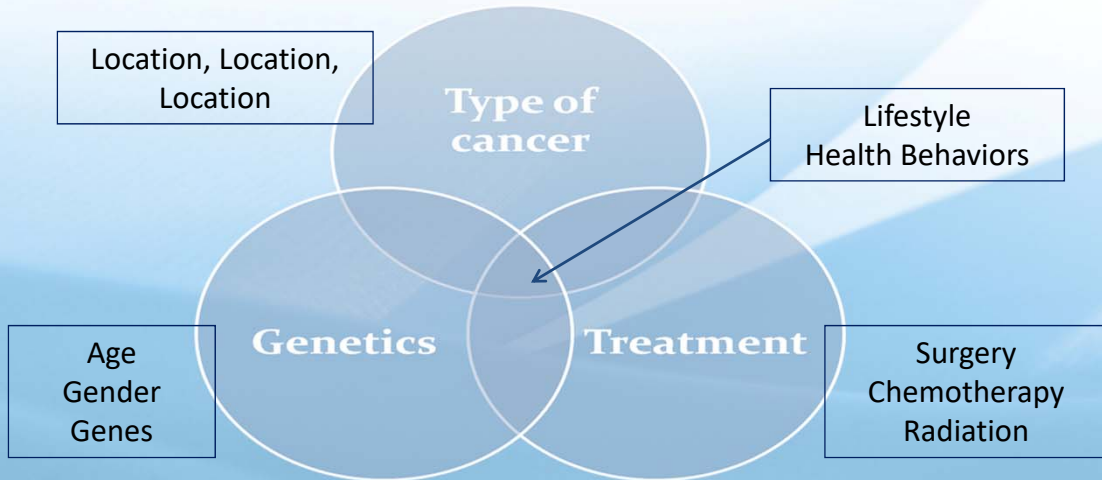 Location, Location,
Location
Type of
cancer
Lifestyle
Health Behaviors
Genetics
Treatment
Age
Gender
Genes
Surgery
Chemotherapy
Radiation